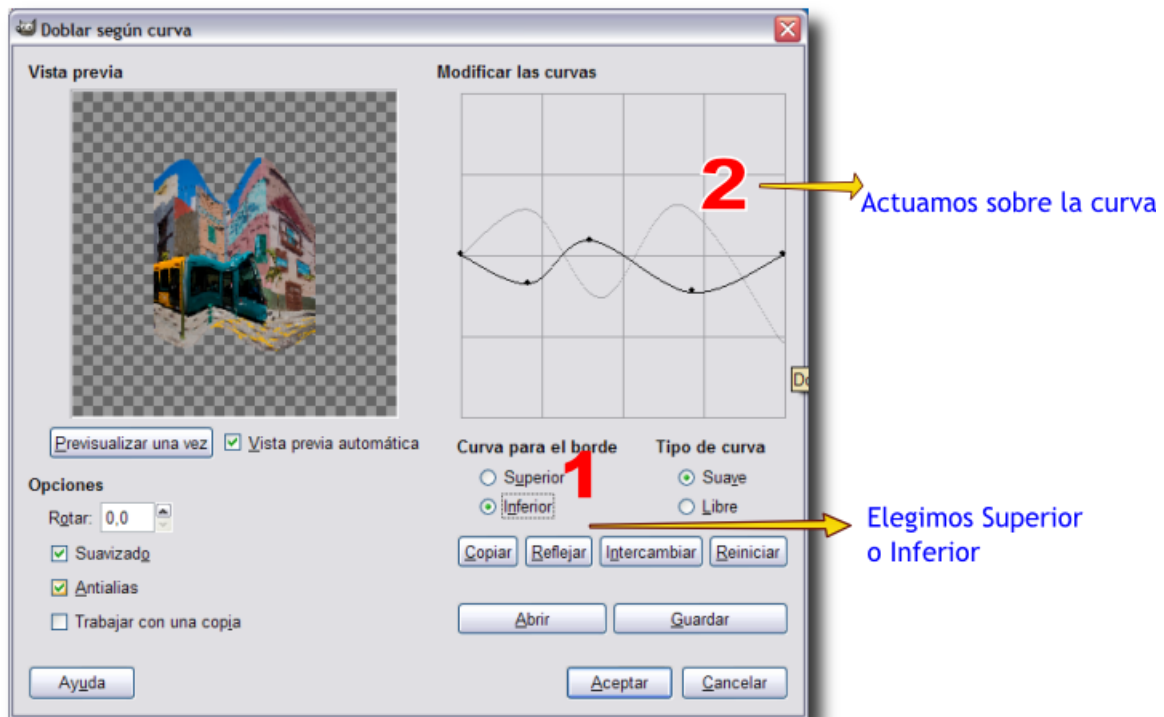 Doblar según curva
Vista previa
Modificar las curvas
2
Actuamos sobre la curva
Do
Previsualizar una vez
Vista previa automática
Curva para el borde
Tipo de curva
1
Superior
Suave
Inferior
Libre
Elegimos Superior
o Inferior
Opciones
Rotar: 0,0
Suavizado
Antialias
Trabajar con una copia
Copiar Reflejar Intercambiar Reiniciar
Abrir Guardar
Ayuda
Aceptar Cancelar